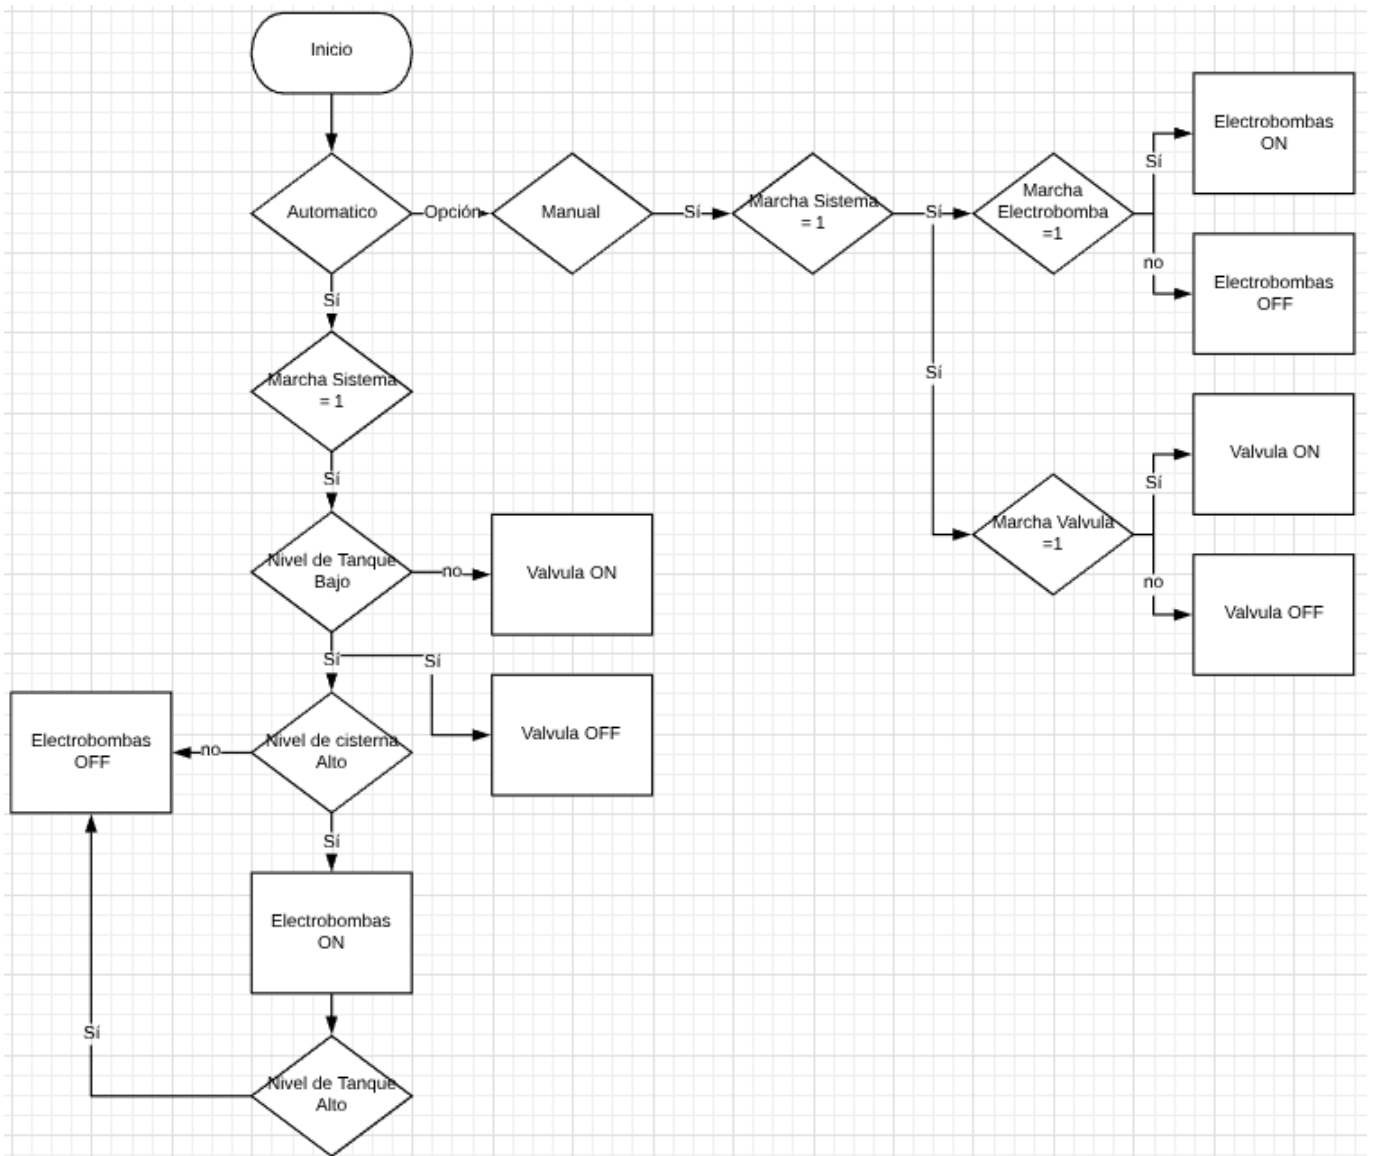 Inicio
Automatico
Opción
Manual
Sí
Marcha Sistema
= 1
Sí
Marcha
Electrobomba
=1
Sí
Electrobombas
ON
no
Electrobombas
OFF
Sí
Marcha Valvula
=1
Sí
Valvula ON
no
Valvula OFF
Sí
Marcha Sistema
= 1
Sí
Nivel de Tanque
Bajo
no
Valvula ON
Sí
Sí
Valvula OFF
Nivel de cisterna
Alto
no
Electrobombas
OFF
Sí
Electrobombas
ON
Nivel de Tanque
Alto
Sí